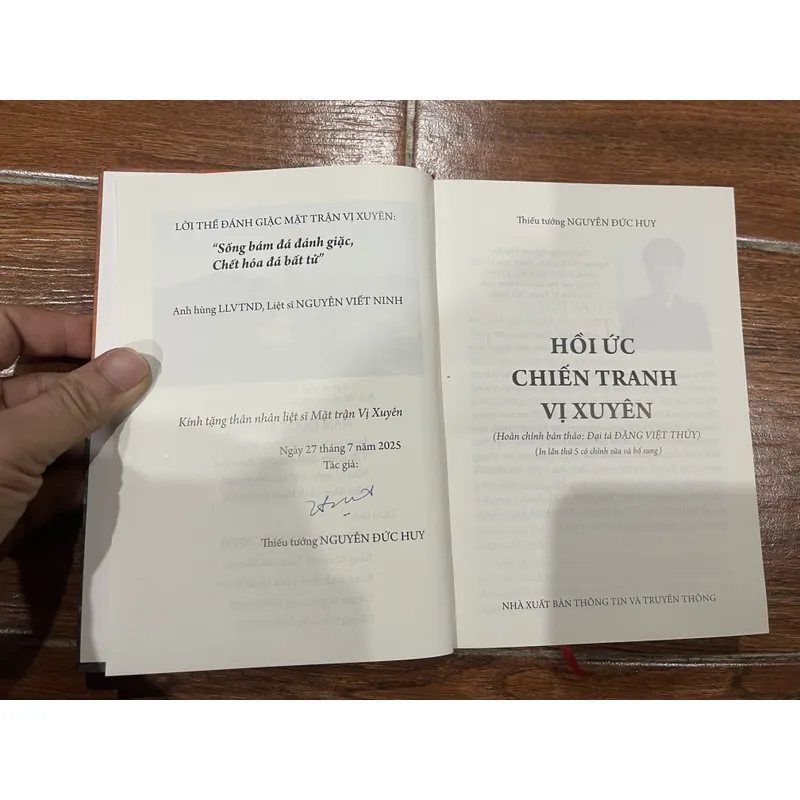 LỜI THỀ ĐÁNH GIẶC MẶT TRẬN VỊ XUYÊN:
“Sống bám đá đánh giặc,
Chết hóa đá bất tử”
Anh hùng LLVTND, Liệt sĩ NGUYỄN VIẾT NINH
Kính tặng thân nhân liệt sĩ Mặt trận Vị Xuyên
Ngày 27 tháng 7 năm 2025
Tác giả:
Thiếu tướng NGUYỄN ĐỨC HUY
Thiếu tướng NGUYỄN ĐỨC HUY
HỒI ỨC
CHIẾN TRANH
VỊ XUYÊN
(Hoàn chỉnh bản thảo: Đại tá ĐẶNG VIỆT THỦY)
(In lần thứ 5 có chỉnh sửa và bổ sung)
NHÀ XUẤT BẢN THÔNG TIN VÀ TRUYỀN THÔNG